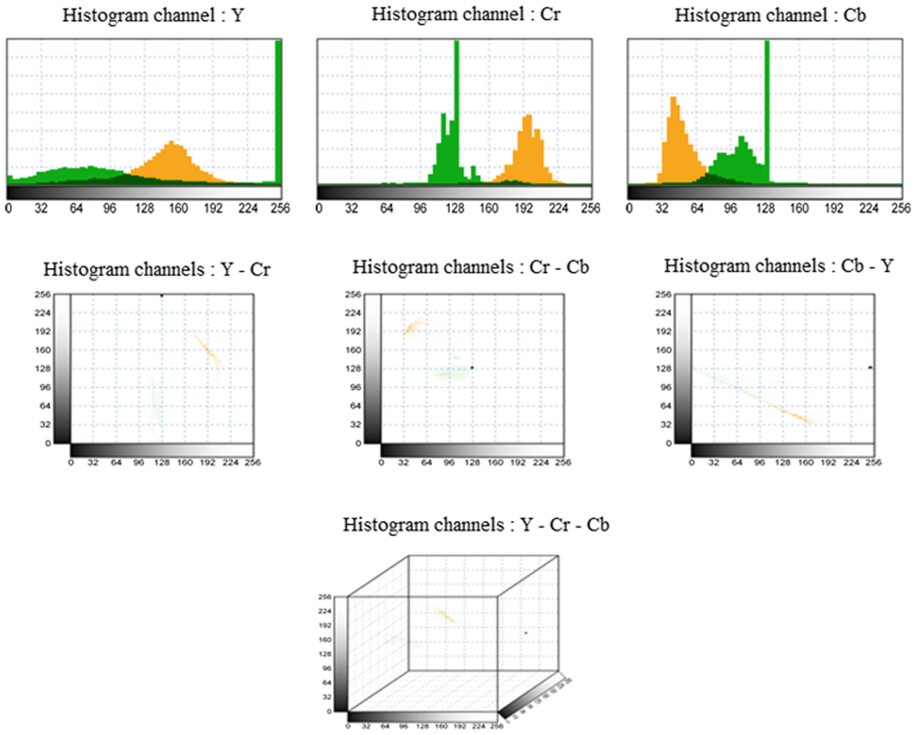 Histogram channel : Y
Histogram channel : Cr
Histogram channel : Cb
0 32 64 96 128 160 192 224 256
0 32 64 96 128 160 192 224 256
0 32 64 96 128 160 192 224 256
Histogram channels : Y - Cr
Histogram channels : Cr - Cb
Histogram channels : Cb - Y
256
224
192
160
128
96
64
32
0
0 32 64 96 128 160 192 224 256
256
224
192
160
128
96
64
32
0
0 32 64 96 128 160 192 224 256
256
224
192
160
128
96
64
32
0
0 32 64 96 128 160 192 224 256
Histogram channels : Y - Cr - Cb
256
224
192
160
128
96
64
32
0
0 32 64 96 128 160 192 224 256